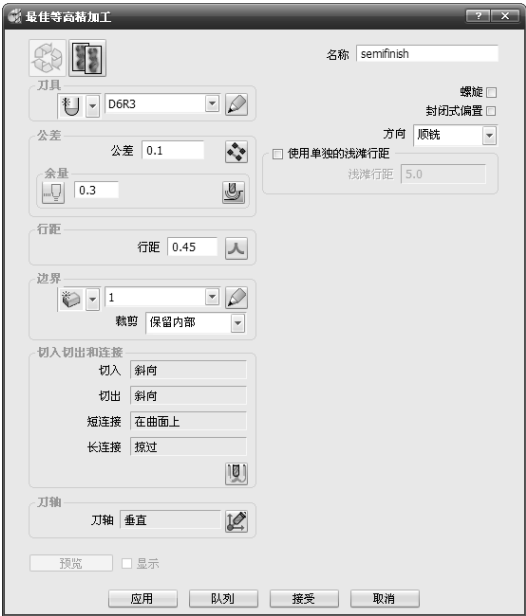 最佳等高精加工
名称 semifinish
刀具
D6R3
螺旋
封闭式偏置
方向 顺铣
公差
公差 0.1
使用单独的浅滩行距
浅滩行距 5.0
余量
0.3
行距
行距 0.45
边界
1
裁剪 保留内部
切入切出和连接
切入 斜向
切出 斜向
短连接 在曲面上
长连接 掠过
刀轴
刀轴 垂直
预览 显示
应用 队列 接受 取消